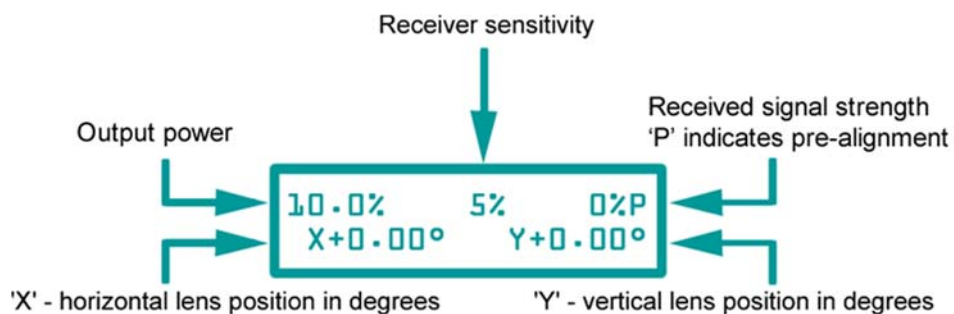 Receiver sensitivity
Received signal strength
'P' indicates pre-alignment
Output power
10.0% 5% 0%P
X+0.00° Y+0.00°
'X' - horizontal lens position in degrees
'Y' - vertical lens position in degrees